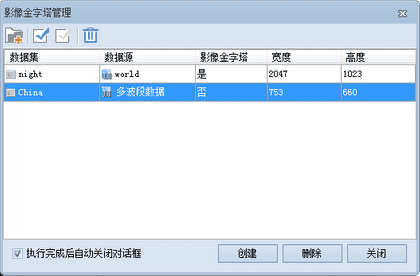 影像金字塔管理
数据集 数据源 影像金字塔 宽度 高度
night world 是 2047 1023
China 多波段数据 否 753 660
执行完成后自动关闭对话框 创建 删除 关闭